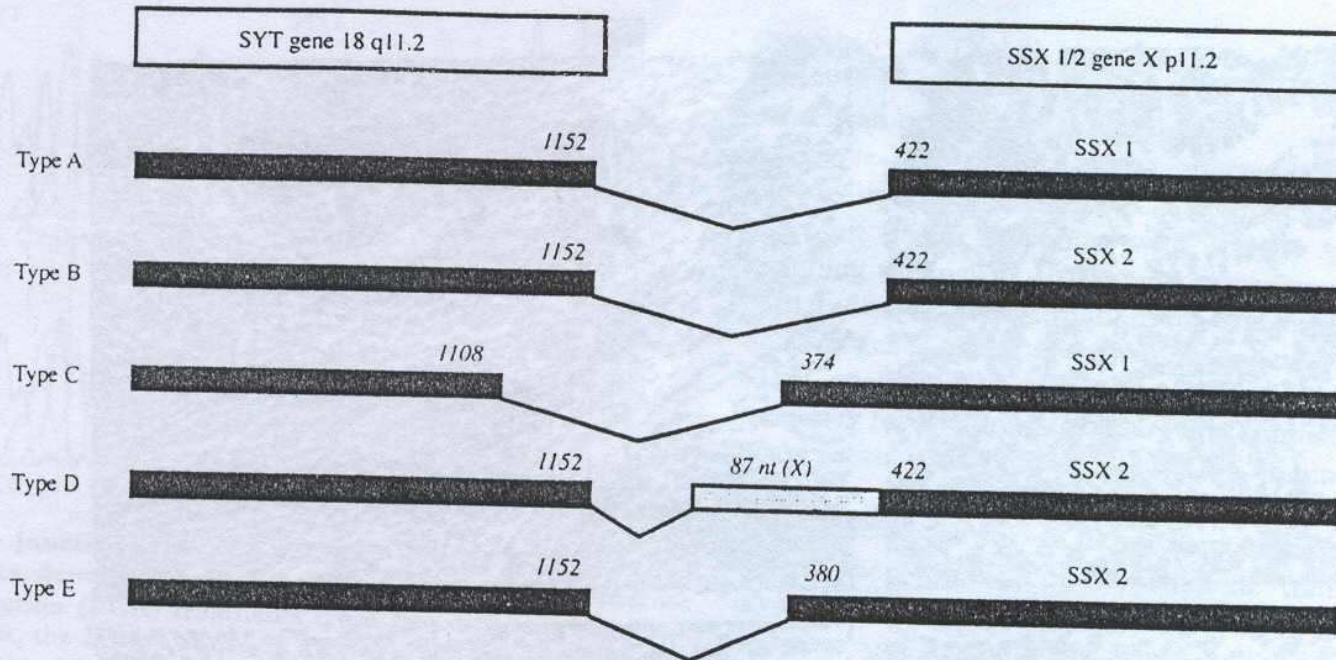 SYT gene 18 q11.2
SSX 1/2 gene X p11.2
Type A 1152 422 SSX 1
Type B 1152 422 SSX 2
Type C 1108 374 SSX 1
Type D 1152 87 nt (X) 422 SSX 2
Type E 1152 380 SSX 2